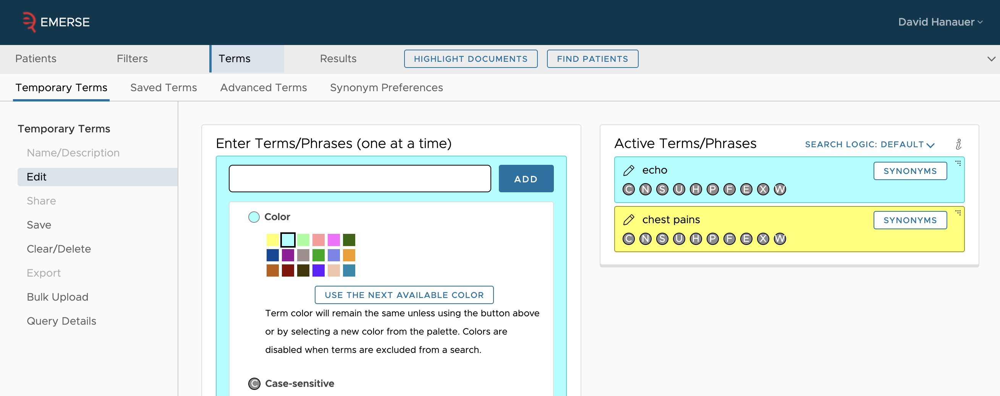 EMERSE
David Hanauer
Patients
Filters
Terms
Results
HIGHLIGHT DOCUMENTS
FIND PATIENTS
Temporary Terms
Saved Terms
Advanced Terms
Synonym Preferences
Temporary Terms
Name/Description
Edit
Share
Save
Clear/Delete
Export
Bulk Upload
Query Details
Enter Terms/Phrases (one at a time)
ADD
Color
USE THE NEXT AVAILABLE COLOR
Term color will remain the same unless using the button above
or by selecting a new color from the palette. Colors are
disabled when terms are excluded from a search.
C Case-sensitive
Active Terms/Phrases
SEARCH LOGIC: DEFAULT
i
echo
SYNONYMS
C N S U H P F E X W
chest pains
SYNONYMS
C N S U H P F E X W